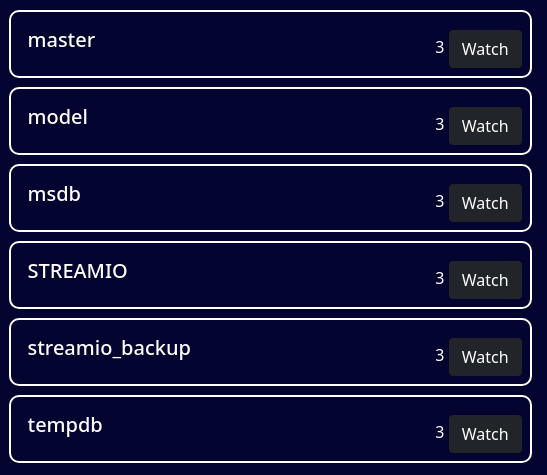 master 3 Watch
model 3 Watch
msdb 3 Watch
STREAMIO 3 Watch
streamio_backup 3 Watch
tempdb 3 Watch